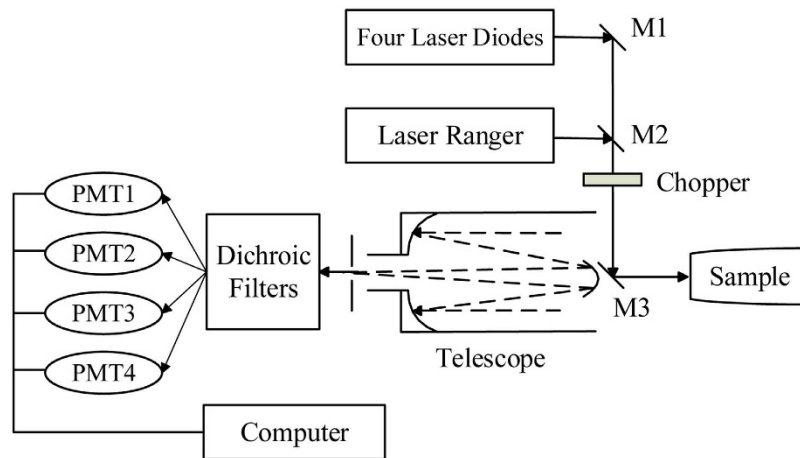 Four Laser Diodes
M1
Laser Ranger
M2
Chopper
PMT1
PMT2
PMT3
PMT4
Dichroic
Filters
Sample
M3
Telescope
Computer